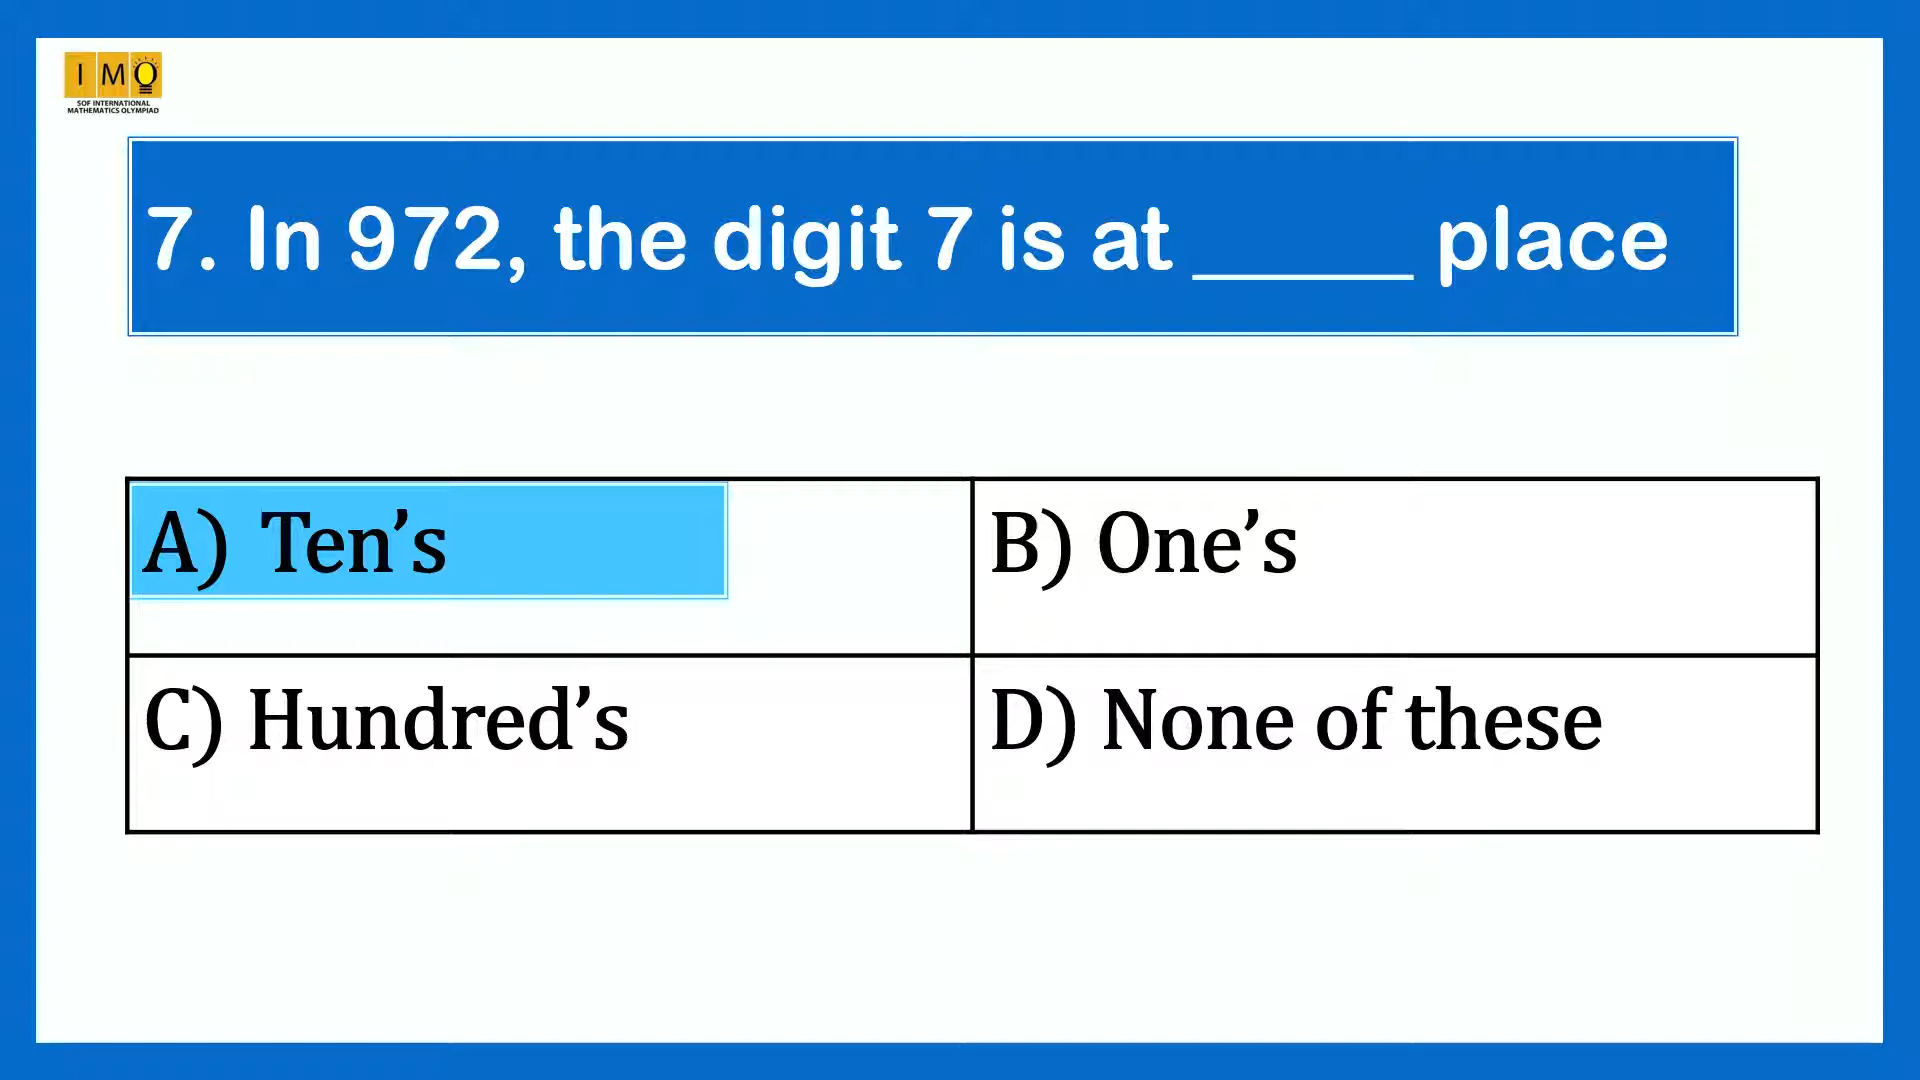 IMO
SOF INTERNATIONAL
MATHEMATICS OLYMPIAD
7. In 972, the digit 7 is at _____ place
A) Ten’s
B) One’s
C) Hundred’s
D) None of these